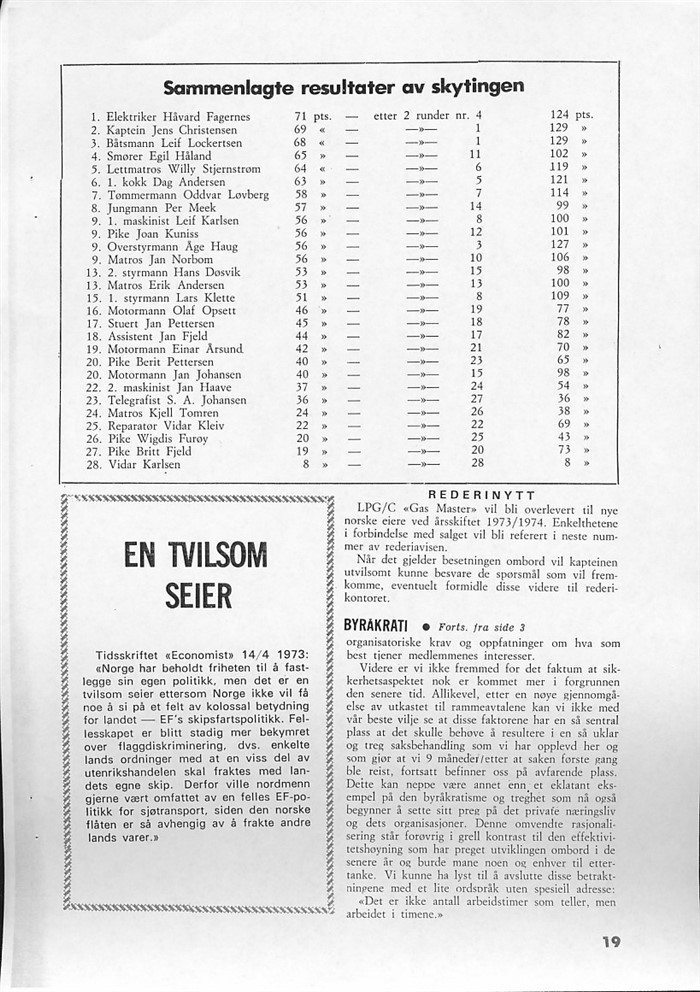 Sammenlagte resultater av skytingen
1. Elektriker Håvard Fagernes 71 pts. — etter 2 runder nr. 4 124 pts.
2. Kaptein Jens Christensen 69 « — —»— 1 129 »
3. Båtsmann Leif Lockertsen 68 « — —»— 1 129 »
4. Smører Egil Håland 65 » — —»— 11 102 »
5. Lettmatros Willy Stjernstrøm 64 « — —»— 6 119 »
6. 1. kokk Dag Andersen 63 » — —»— 5 121 »
7. Tømmermann Oddvar Løvberg 58 » — —»— 7 114 »
8. Jungmann Per Meek 57 » — —»— 14 99 »
9. 1. maskinist Leif Karlsen 56 » — —»— 8 100 »
9. Pike Joan Kuniss 56 » — —»— 12 101 »
9. Overstyrmann Åge Haug 56 » — —»— 3 127 »
9. Matros Jan Norbom 56 » — —»— 10 106 »
13. 2. styrmann Hans Døsvik 53 » — —»— 15 98 »
13. Matros Erik Andersen 53 » — —»— 13 100 »
15. 1. styrmann Lars Klette 51 » — —»— 8 109 »
16. Motormann Olaf Opsett 46 » — —»— 19 77 »
17. Stuert Jan Pettersen 45 » — —»— 18 78 »
18. Assistent Jan Fjeld 44 » — —»— 17 82 »
19. Motormann Einar Årsund 42 » — —»— 21 70 »
20. Pike Berit Pettersen 40 » — —»— 23 65 »
20. Motormann Jan Johansen 40 » — —»— 15 98 »
22. 2. maskinist Jan Haave 37 » — —»— 24 54 »
23. Telegrafist S. A. Johansen 36 » — —»— 27 36 »
24. Matros Kjell Tomren 24 » — —»— 26 38 »
25. Reparatør Vidar Kleiv 22 » — —»— 22 69 »
26. Pike Wigdis Furøy 20 » — —»— 25 43 »
27. Pike Britt Fjeld 19 » — —»— 20 73 »
28. Vidar Karlsen 8 » — —»— 28 8 »
EN TVILSOM
SEIER
Tidsskriftet «Economist» 14/4 1973:
«Norge har beholdt friheten til å fast-
legge sin egen politikk, men det er en
tvilsom seier ettersom Norge ikke vil få
noe å si på et felt av kolossal betydning
for landet — EF's skipsfartspolitikk. Fel-
lesskapet er blitt stadig mer bekymret
over flaggdiskriminering, dvs. enkelte
lands ordninger med at en viss del av
utenrikshandelen skal fraktes med lan-
dets egne skip. Derfor ville nordmenn
gjerne vært omfattet av en felles EF-po-
litikk for sjøtransport, siden den norske
flåten er så avhengig av å frakte andre
lands varer.»
REDERINYTT
LPG/C «Gas Master» vil bli overlevert til nye
norske eiere ved årsskifter 1973/1974. Enkelthetene
i forbindelse med salget vil bli referert i neste num-
mer av rederiavisen.
Når det gjelder besetningen ombord vil kapteinen
utvilsomt kunne besvare de spørsmål som vil frem-
komme, eventuelt formidle disse videre til rederi-
kontoret.
BYRÅKRATI ● Forts. fra side 3
organisatoriske krav og oppfatninger om hva som
best tjener medlemmenes interesser.
Videre er vi ikke fremmed for det faktum at sik-
kerhetsaspektet nok er kommet mer i forgrunnen
den senere tid. Allikevel, etter en nøye gjennomgå-
else av utkastet til rammeavtalene kan vi ikke med
vår beste vilje se at disse faktorene har en så sentral
plass at det skulle behøve å resultere i en så uklar
og treg saksbehandling som vi har opplevd her og
som gjør at vi 9 måneder etter at saken første gang
ble reist, fortsatt befinner oss på avfarende plass.
Dette kan neppe være annet enn et eklatant eks-
empel på den byråkratisme og treghet som nå også
begynner å sette sitt preg på det private næringsliv
og dets organisasjoner. Denne omvendte rasjonali-
sering står forøvrig i grell kontrast til den effektivi-
tetshøyning som har preget utviklingen ombord i de
senere år og burde mane noen og enhver til etter-
tanke. Vi kunne ha lyst til å avslutte disse betrakt-
ningene med et lite ordspråk uten spesiell adresse:
«Det er ikke antall arbeidstimer som teller, men
arbeidet i timene.»
19